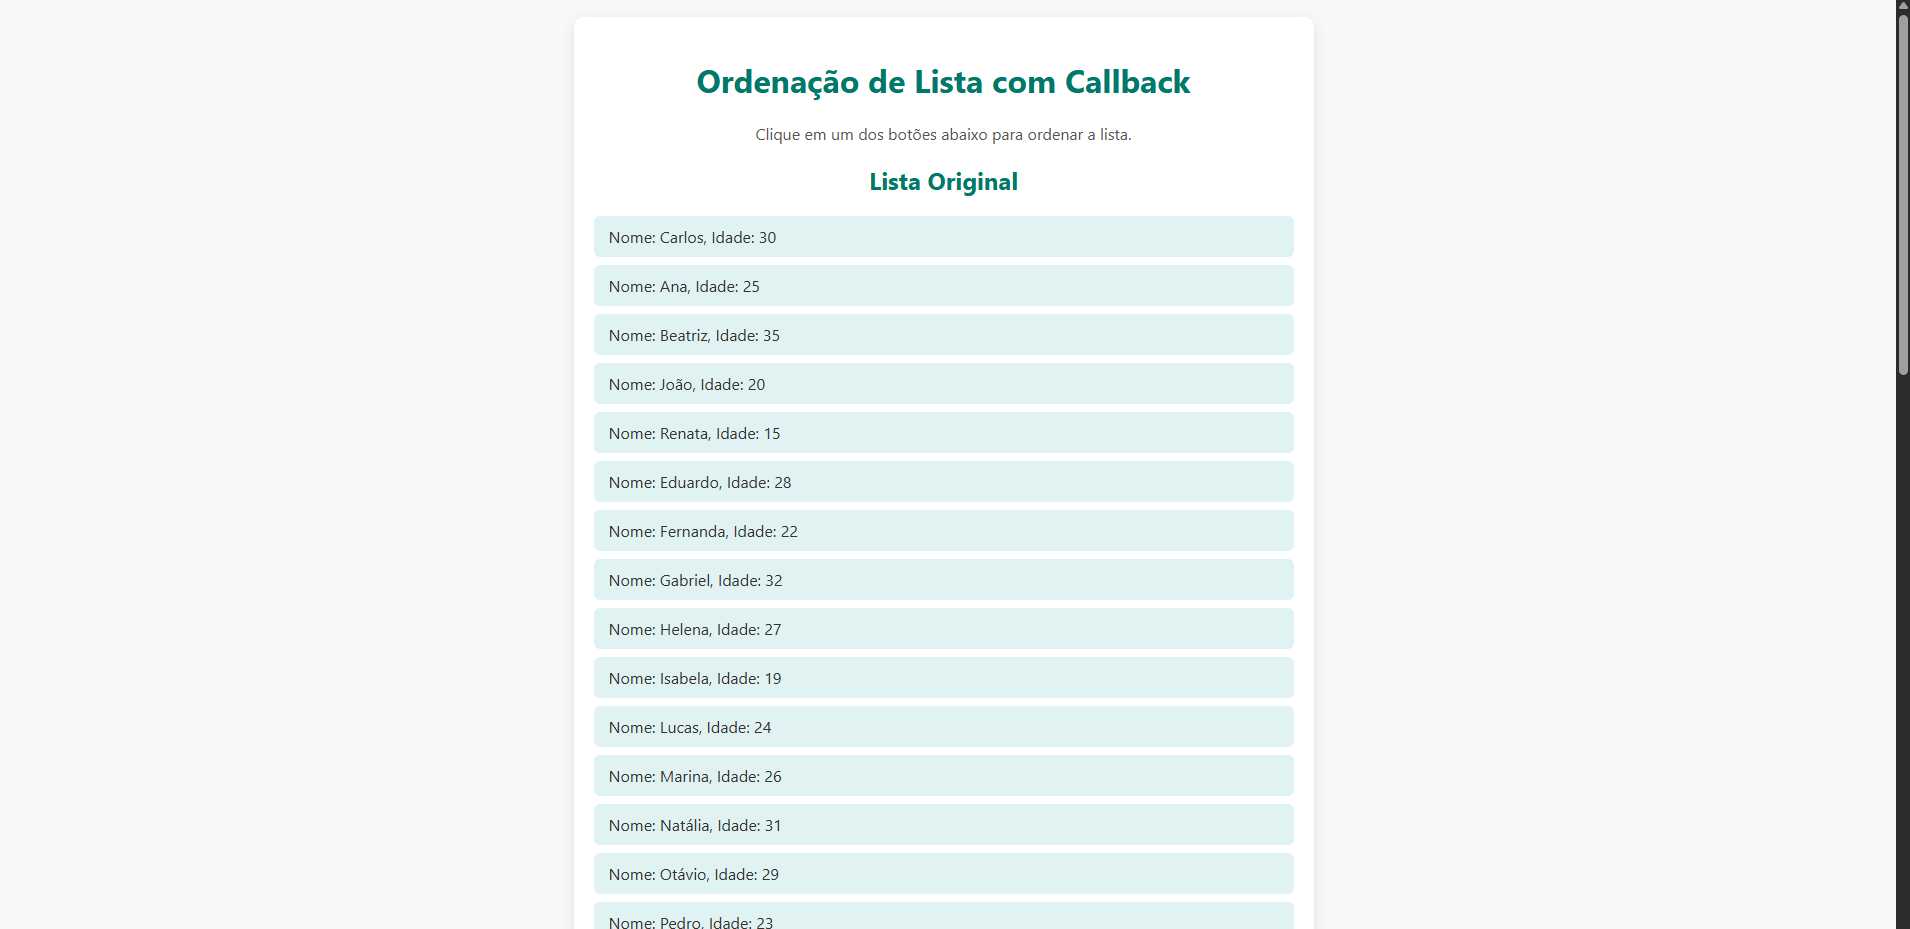 Ordenação de Lista com Callback
Clique em um dos botões abaixo para ordenar a lista.
Lista Original
Nome: Carlos, Idade: 30
Nome: Ana, Idade: 25
Nome: Beatriz, Idade: 35
Nome: João, Idade: 20
Nome: Renata, Idade: 15
Nome: Eduardo, Idade: 28
Nome: Fernanda, Idade: 22
Nome: Gabriel, Idade: 32
Nome: Helena, Idade: 27
Nome: Isabela, Idade: 19
Nome: Lucas, Idade: 24
Nome: Marina, Idade: 26
Nome: Natália, Idade: 31
Nome: Otávio, Idade: 29
Nome: Pedro, Idade: 23